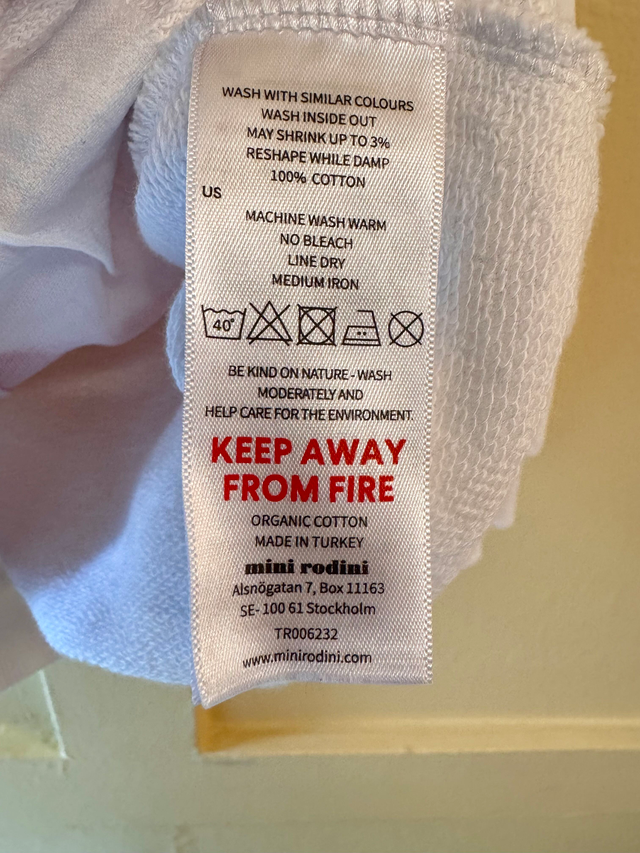 WASH WITH SIMILAR COLOURS
WASH INSIDE OUT
MAY SHRINK UP TO 3%
RESHAPE WHILE DAMP
100% COTTON
US
MACHINE WASH WARM
NO BLEACH
LINE DRY
MEDIUM IRON
40°
BE KIND ON NATURE - WASH
MODERATELY AND
HELP CARE FOR THE ENVIRONMENT.
KEEP AWAY
FROM FIRE
ORGANIC COTTON
MADE IN TURKEY
mini rodini
Alsnögatan 7, Box 11163
SE- 100 61 Stockholm
TR006232
www.minirodini.com